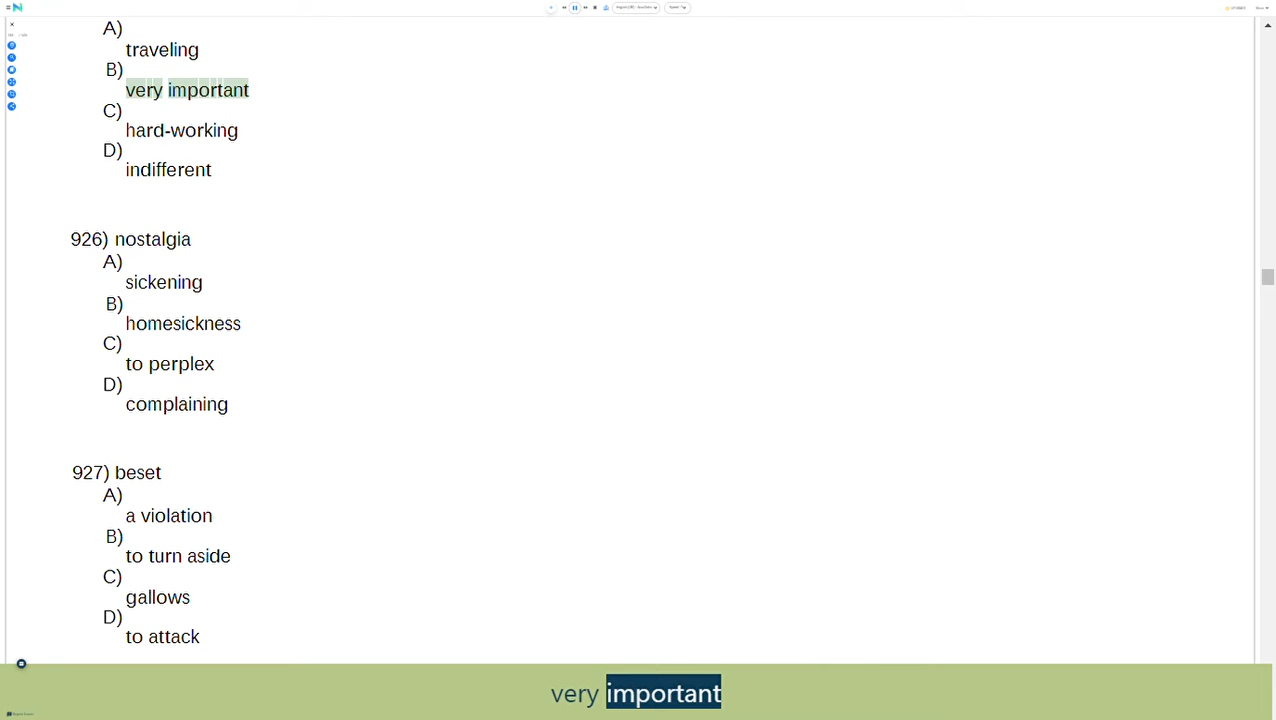 A)
traveling
B)
very important
C)
hard-working
D)
indifferent
926) nostalgia
A)
sickening
B)
homesickness
C)
to perplex
D)
complaining
927) beset
A)
a violation
B)
to turn aside
C)
gallows
D)
to attack
very important